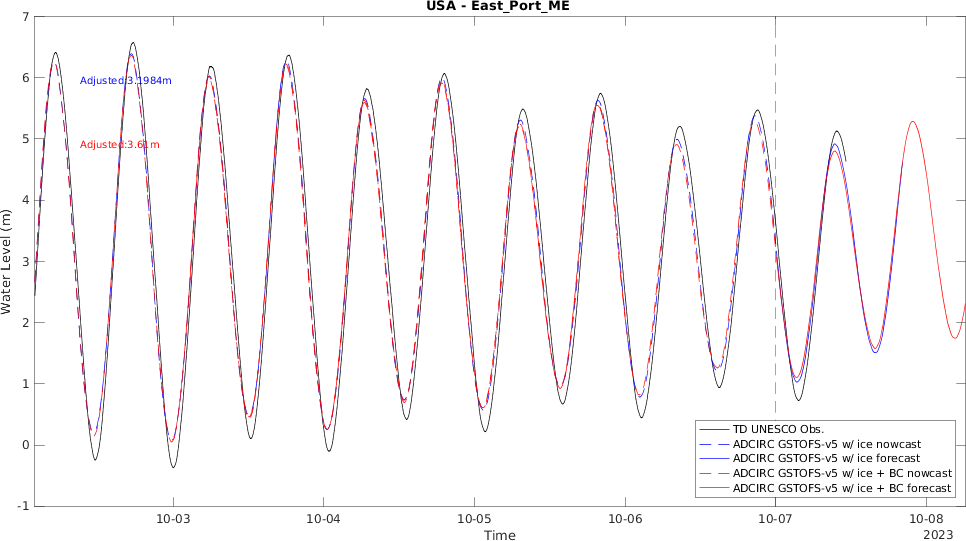 USA - East_Port_ME
7
6
5
4
3
2
1
0
-1
Water Level (m)
Adjusted:3.1984m
Adjusted:3.61m
TD UNESCO Obs.
ADCIRC GSTOFS-v5 w/ ice nowcast
ADCIRC GSTOFS-v5 w/ ice forecast
ADCIRC GSTOFS-v5 w/ ice + BC nowcast
ADCIRC GSTOFS-v5 w/ ice + BC forecast
10-03 10-04 10-05 10-06 10-07 10-08
Time 2023